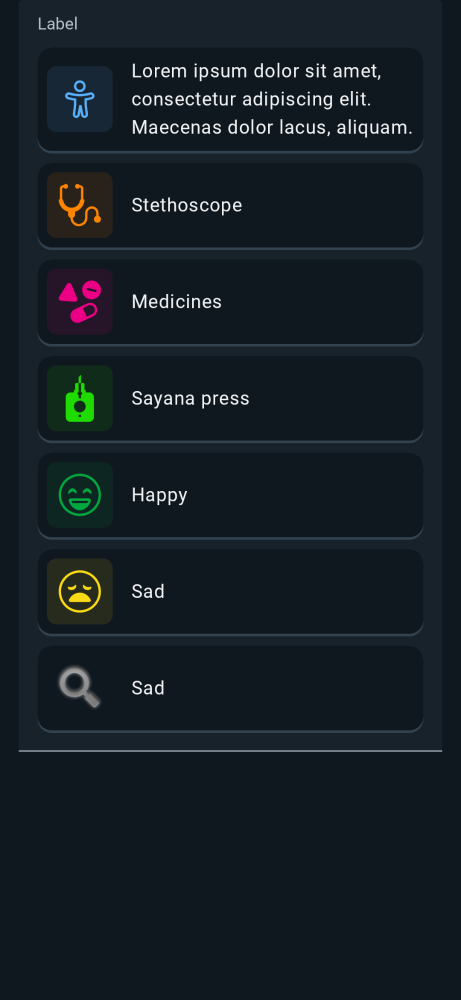 Label
Lorem ipsum dolor sit amet,
consectetur adipiscing elit.
Maecenas dolor lacus, aliquam.
Stethoscope
Medicines
Sayana press
Happy
Sad
Sad